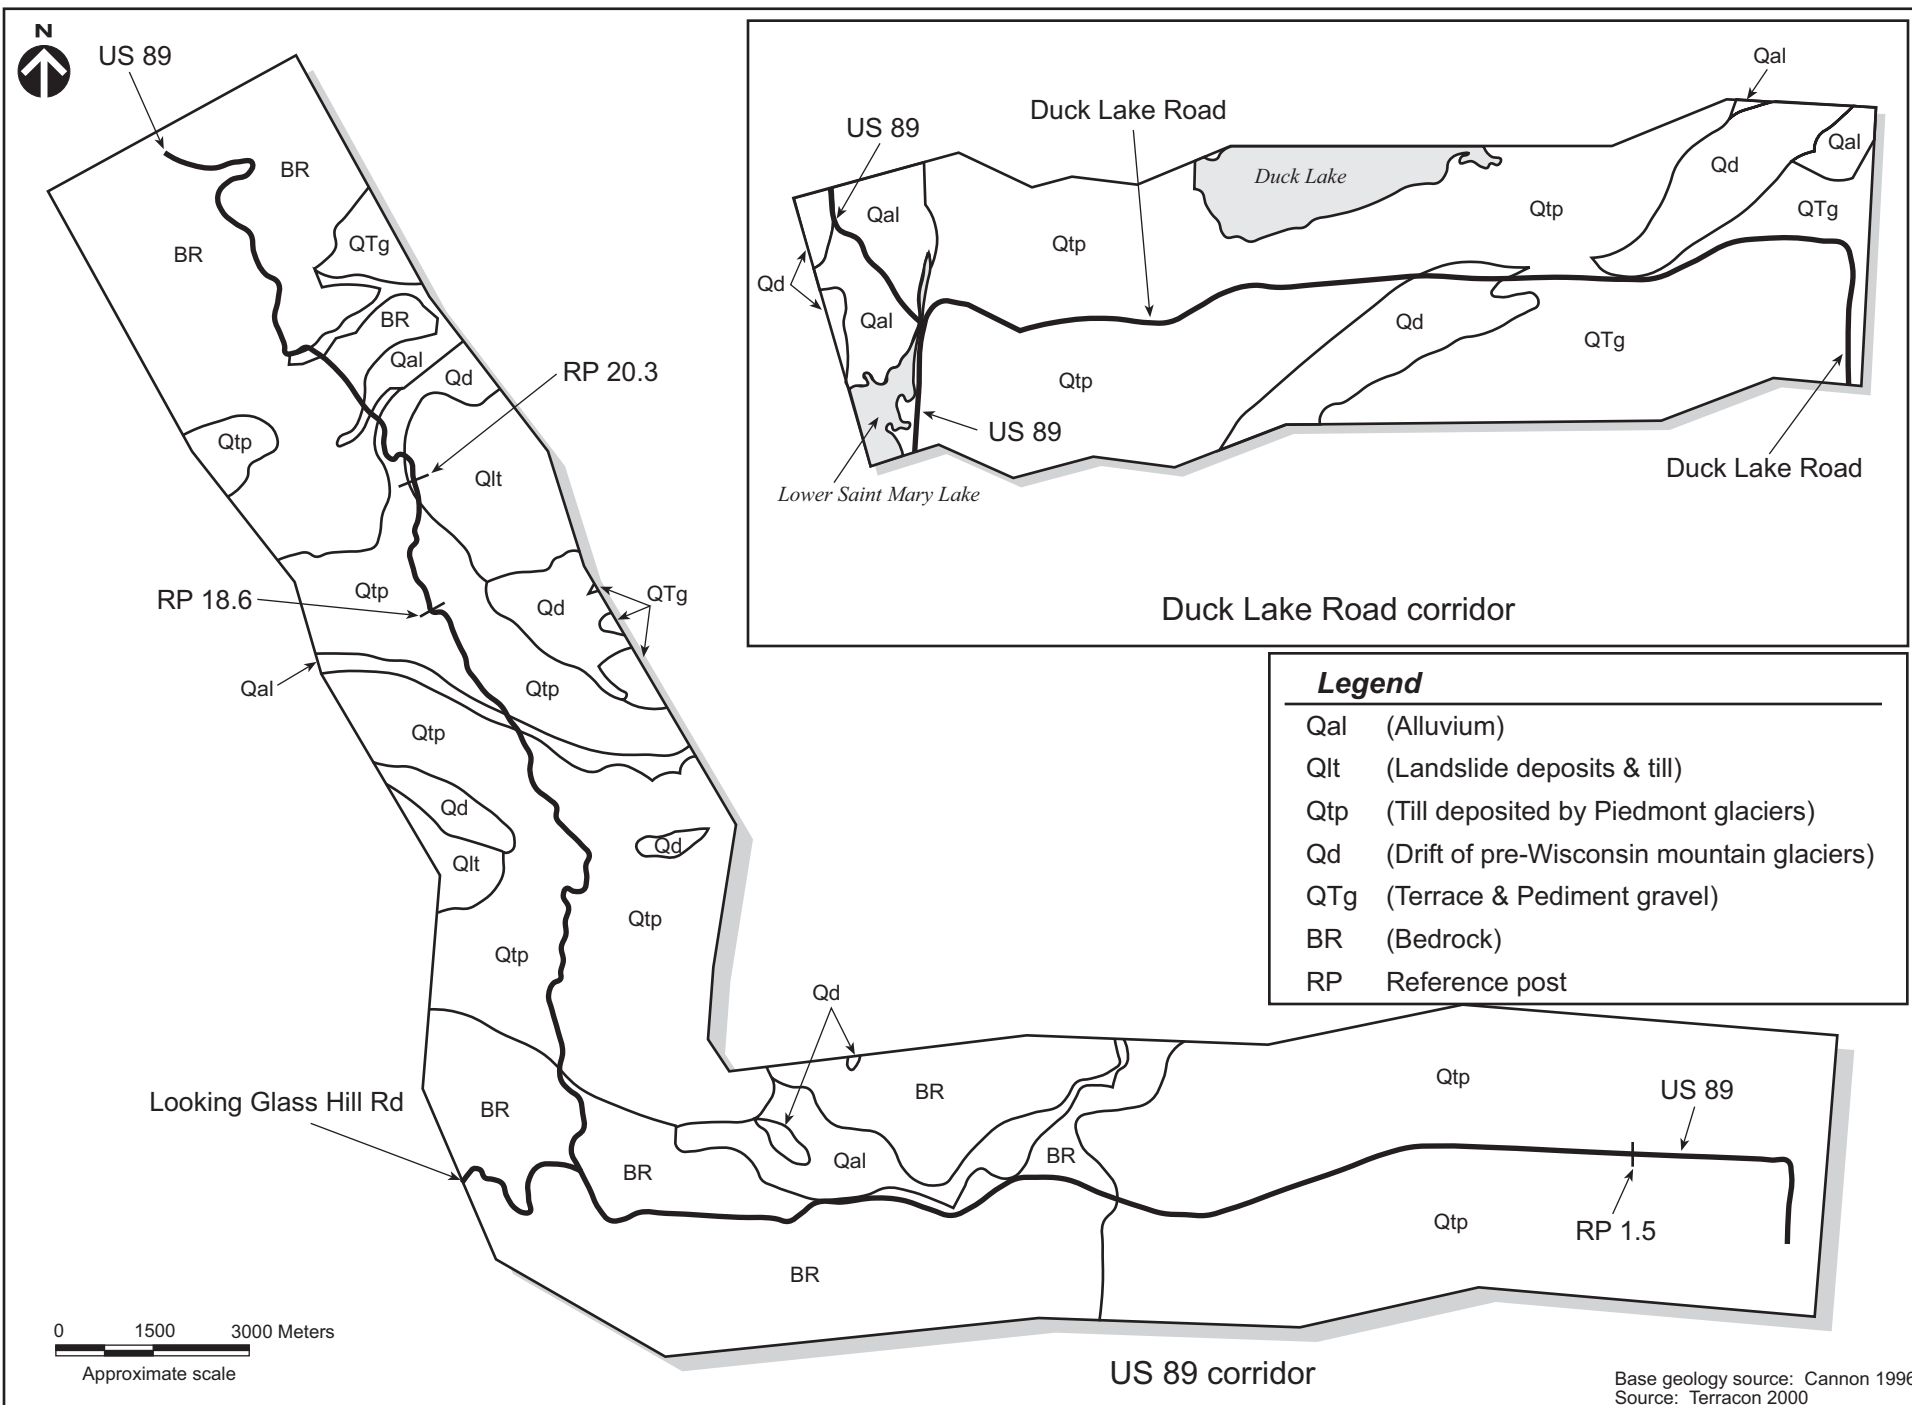 N
US 89
BR
BR
QTg
BR
Qal
Qd
RP 20.3
Qtp
Qlt
Qtp
RP 18.6
Qd
QTg
Qal
Qtp
Qtp
Qd
Qlt
Qd
Qtp
Qtp
Qd
Looking Glass Hill Rd
BR
BR
Qal
BR
BR
BR
Qtp
US 89
Qtp
RP 1.5
0 1500 3000 Meters
Approximate scale
US 89 corridor
Qal
Duck Lake Road
US 89
Duck Lake
Qal
Qd
Qal
Qtp
Qtp
QTg
Qd
Qal
Qd
QTg
Qtp
US 89
Duck Lake Road
Lower Saint Mary Lake
Duck Lake Road corridor
Legend
Qal (Alluvium)
Qlt (Landslide deposits & till)
Qtp (Till deposited by Piedmont glaciers)
Qd (Drift of pre-Wisconsin mountain glaciers)
QTg (Terrace & Pediment gravel)
BR (Bedrock)
RP Reference post
Base geology source: Cannon 1996
Source: Terracon 2000